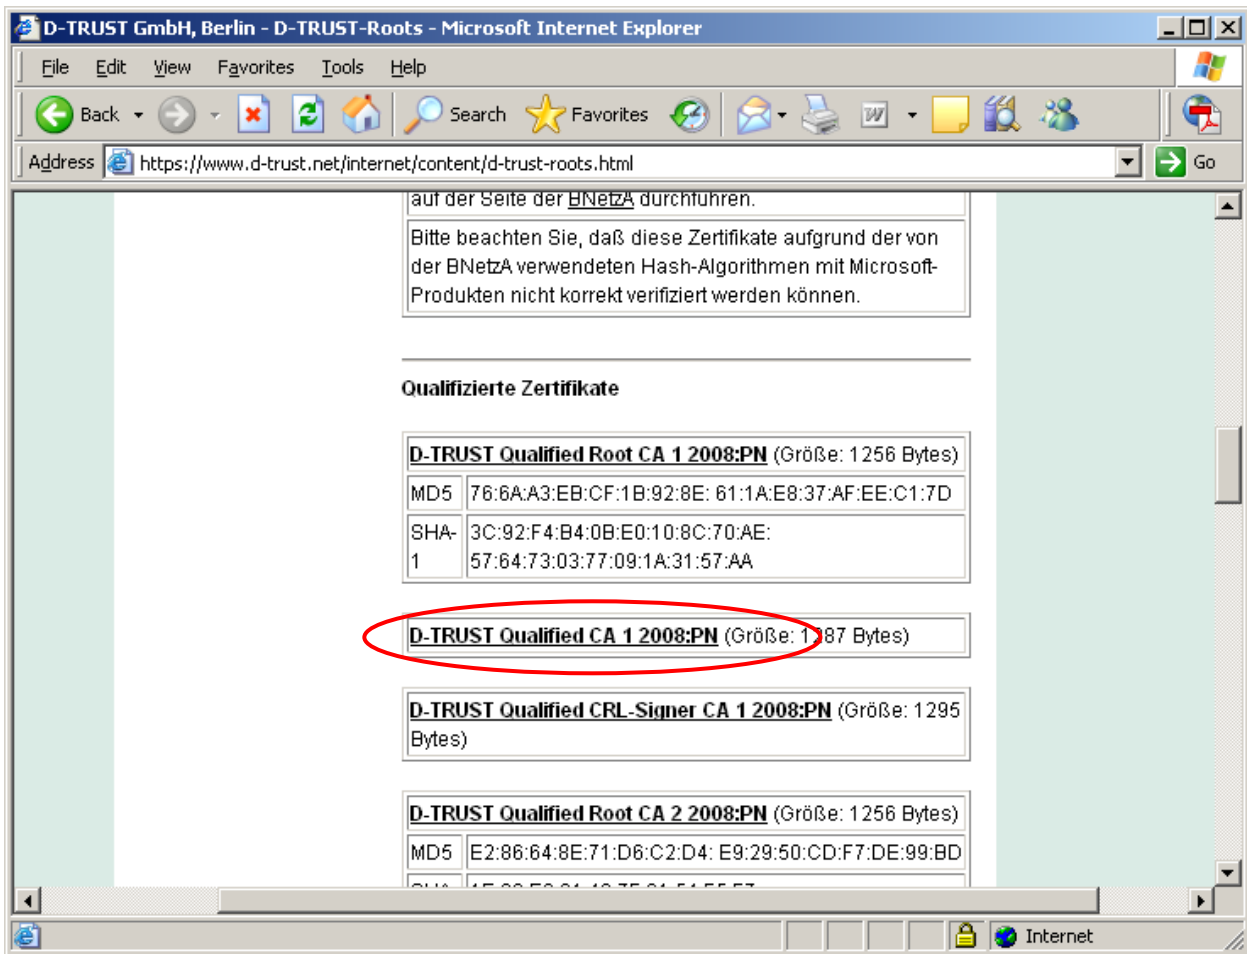 D-TRUST GmbH, Berlin - D-TRUST-Roots - Microsoft Internet Explorer
File Edit View Favorites Tools Help
Back Search Favorites
Address https://www.d-trust.net/internet/content/d-trust-roots.html Go
auf der Seite der BNetzA durchführen.
Bitte beachten Sie, daß diese Zertifikate aufgrund der von
der BNetzA verwendeten Hash-Algorithmen mit Microsoft-
Produkten nicht korrekt verifiziert werden können.
Qualifizierte Zertifikate
D-TRUST Qualified Root CA 1 2008:PN (Größe: 1256 Bytes)
MD5 76:6A:A3:EB:CF:1B:92:8E: 61:1A:E8:37:AF:EE:C1:7D
SHA- 3C:92:F4:B4:0B:E0:10:8C:70:AE:
1 57:64:73:03:77:09:1A:31:57:AA
D-TRUST Qualified CA 1 2008:PN (Größe: 1287 Bytes)
D-TRUST Qualified CRL-Signer CA 1 2008:PN (Größe: 1295
Bytes)
D-TRUST Qualified Root CA 2 2008:PN (Größe: 1256 Bytes)
MD5 E2:86:64:8E:71:D6:C2:D4: E9:29:50:CD:F7:DE:99:BD
Internet